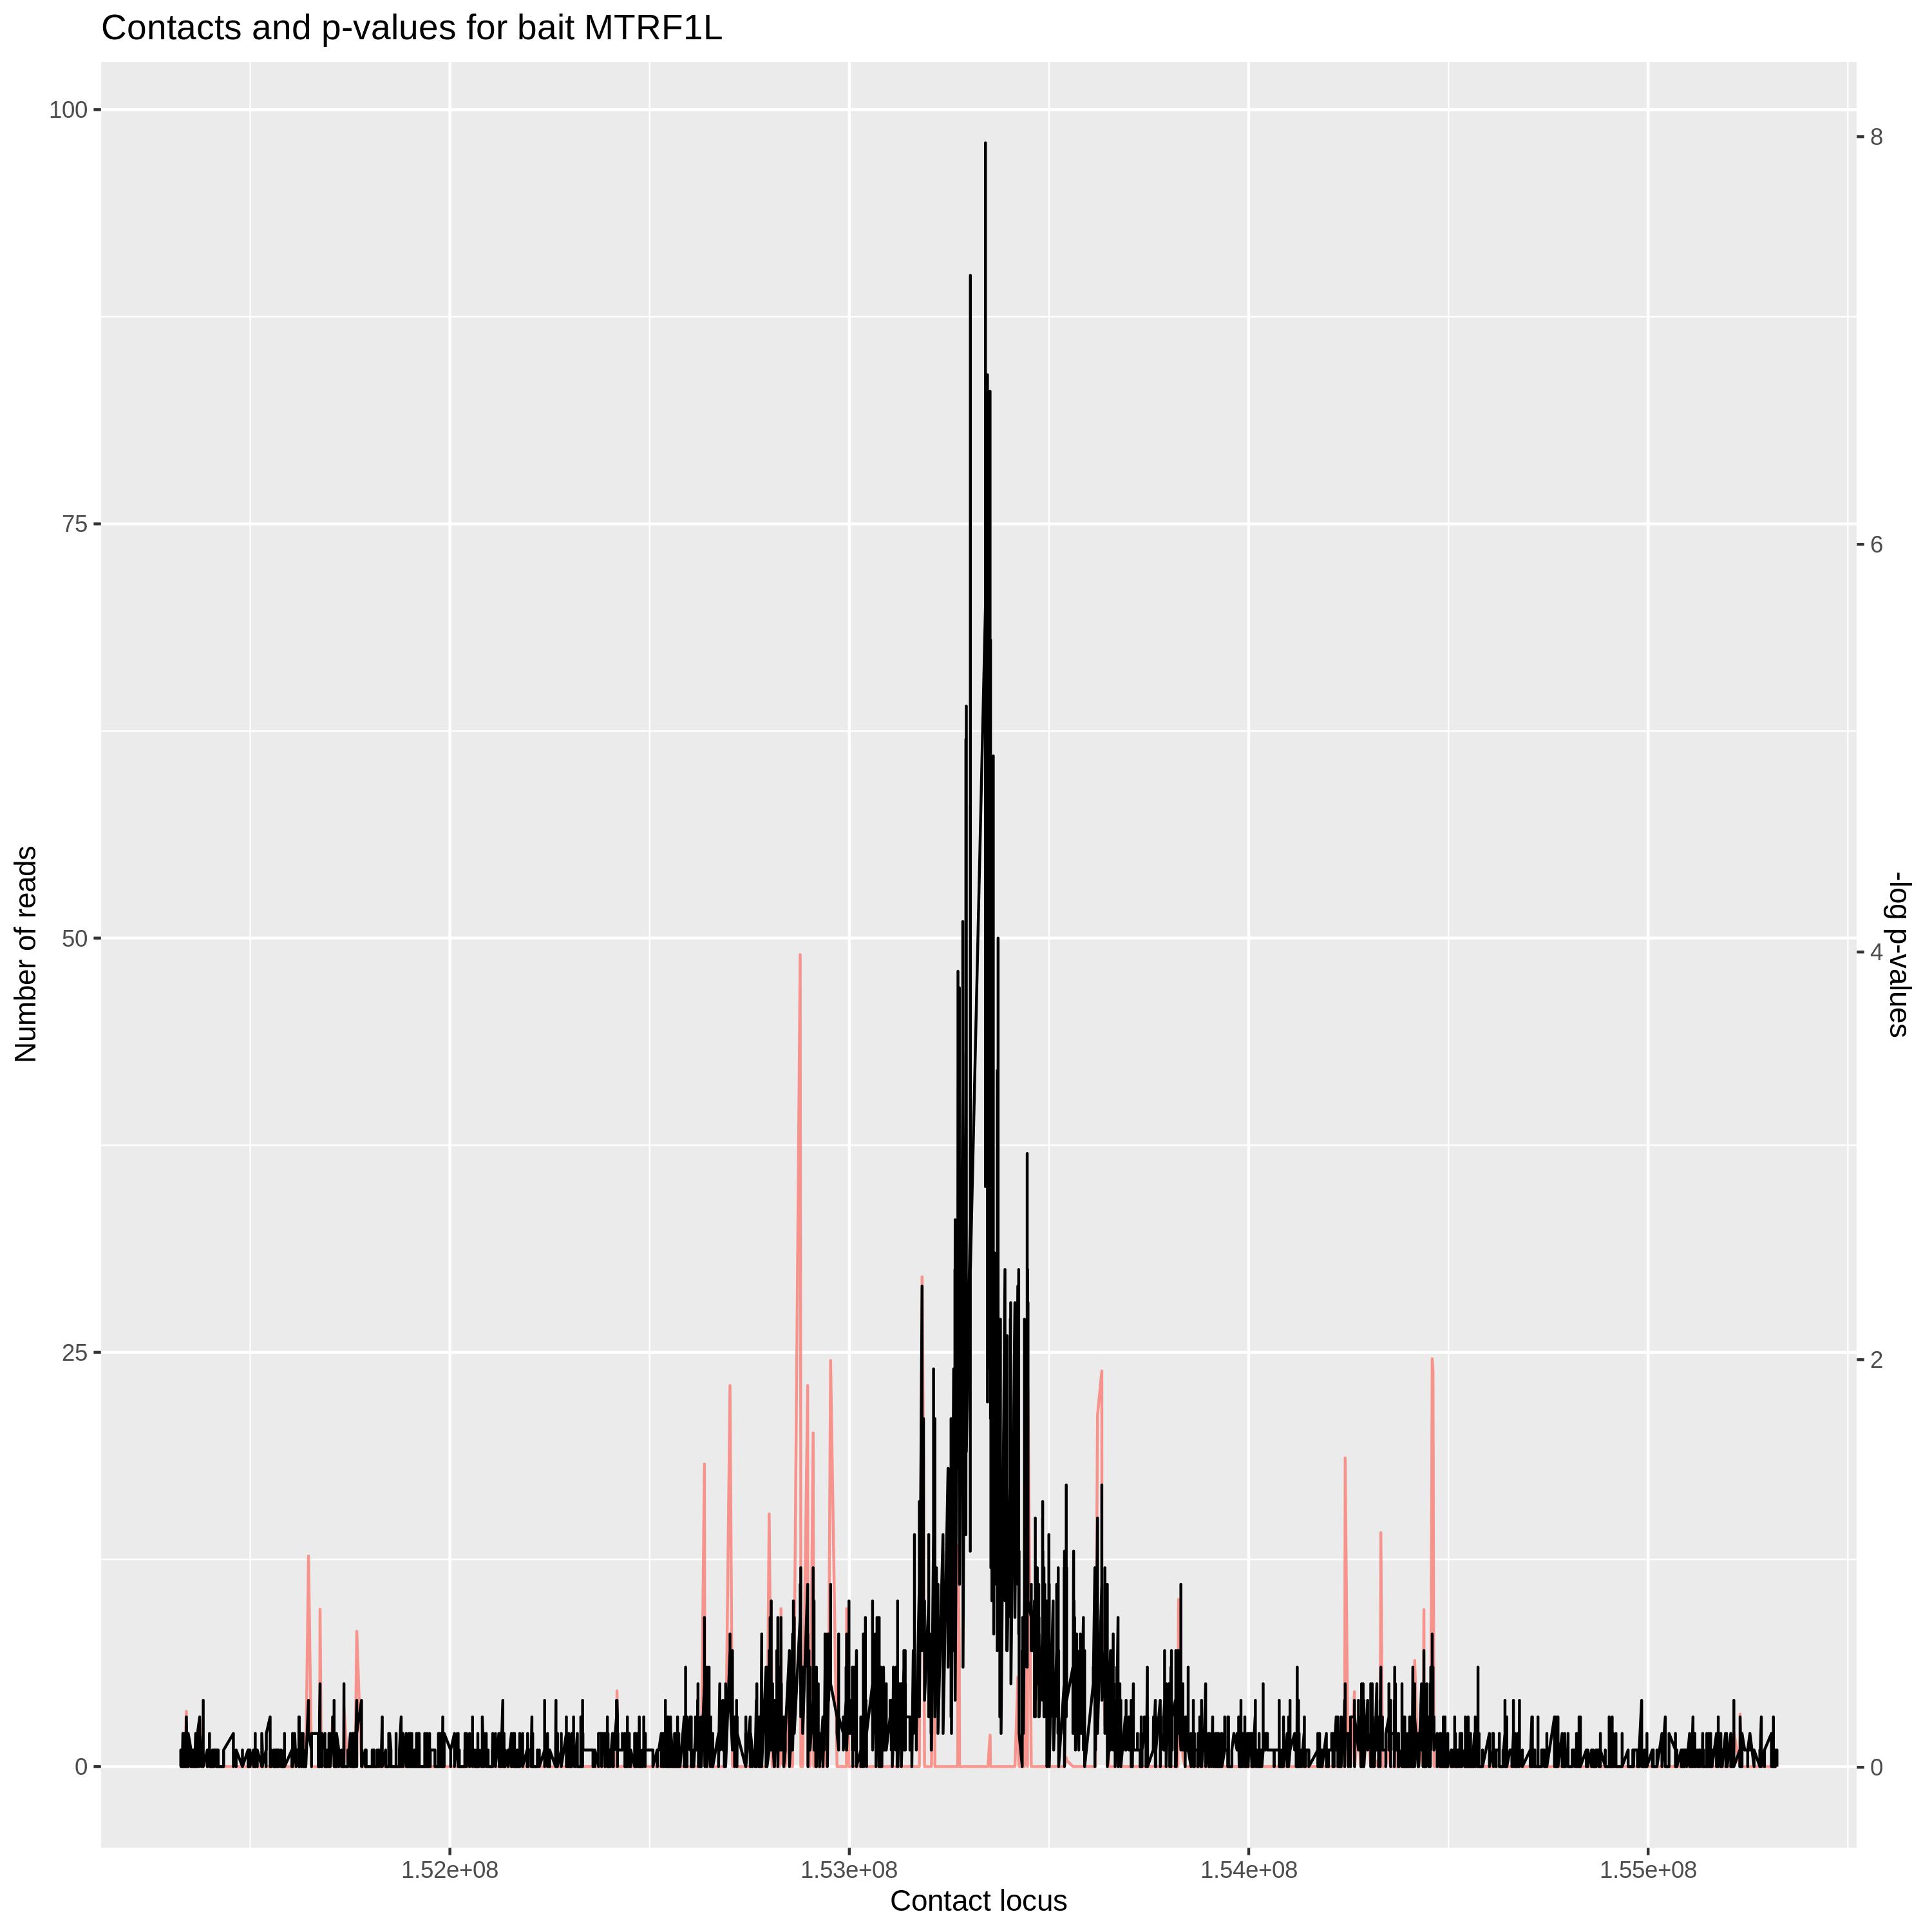 Contacts and p-values for bait MTRF1L
100
75
50
25
0
Number of reads
8
6
4
2
0
-log p-values
1.52e+08
1.53e+08
1.54e+08
1.55e+08
Contact locus